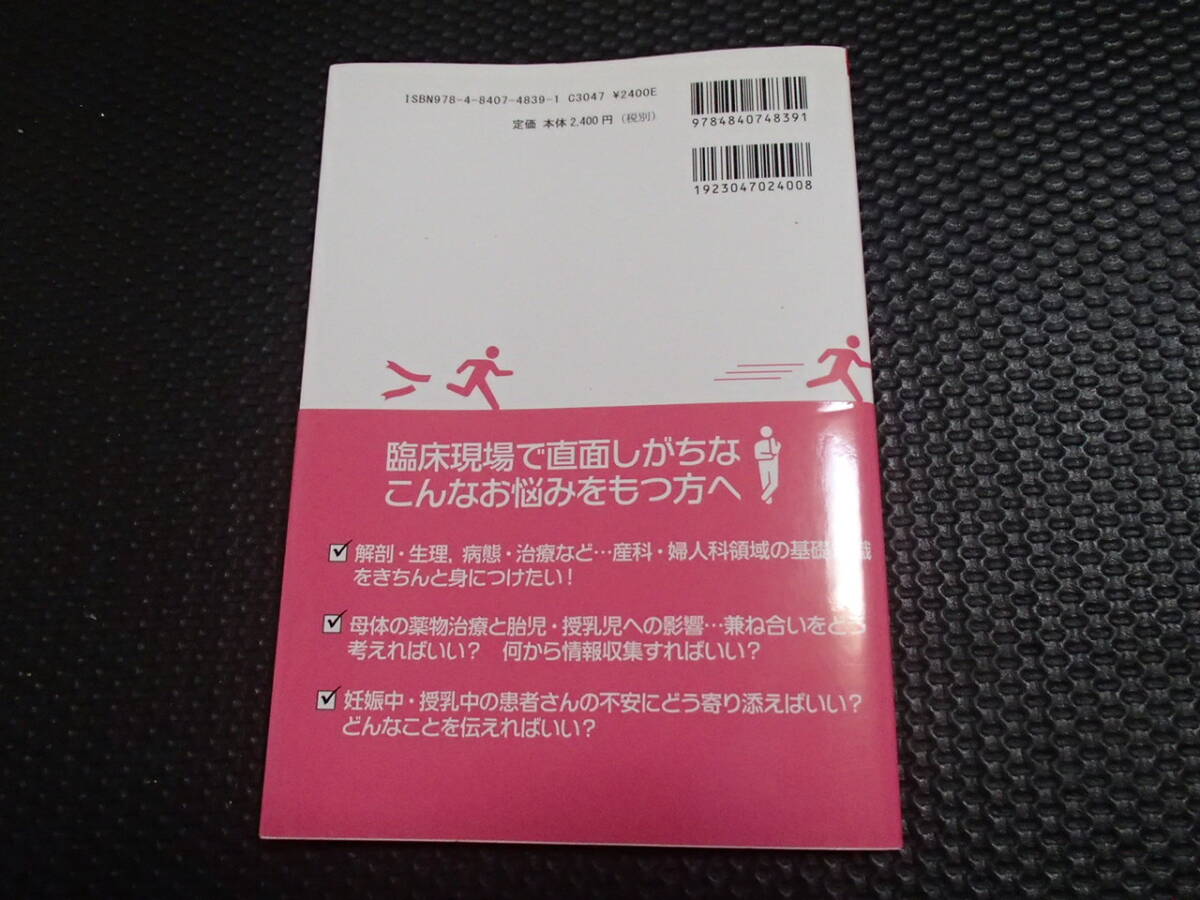 ISBN978-4-8407-4839-1 C3047 ¥2400E
定価 本体2,400円(税別)
9784840748391
1923047024008
臨床現場で直面しがちな
こんなお悩みをもつ方へ
解剖・生理,病態・治療など…産科・婦人科領域の基礎知識
をきちんと身につけたい!
母体の薬物治療と胎児・授乳児への影響…兼ね合いをどう
考えればいい? 何から情報収集すればいい?
妊娠中・授乳中の患者さんの不安にどう寄り添えばいい?
どんなことを伝えればいい?